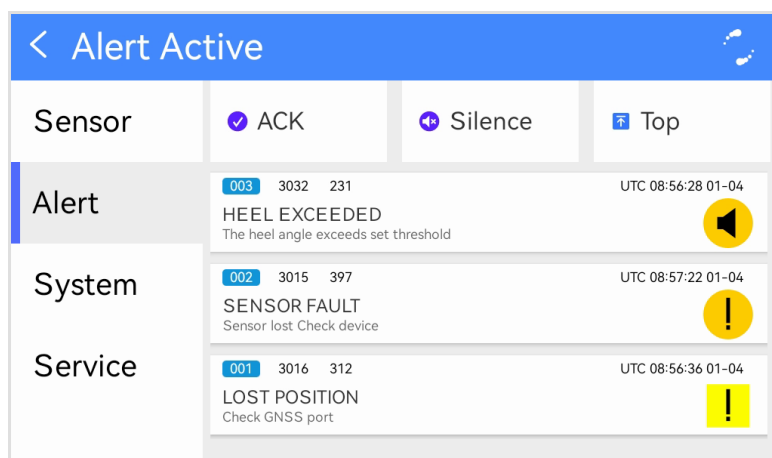 Alert Active
Sensor
ACK
Silence
Top
Alert
003 3032 231 UTC 08:56:28 01-04
HEEL EXCEEDED
The heel angle exceeds set threshold
System
002 3015 397 UTC 08:57:22 01-04
SENSOR FAULT
Sensor lost Check device
Service
001 3016 312 UTC 08:56:36 01-04
LOST POSITION
Check GNSS port